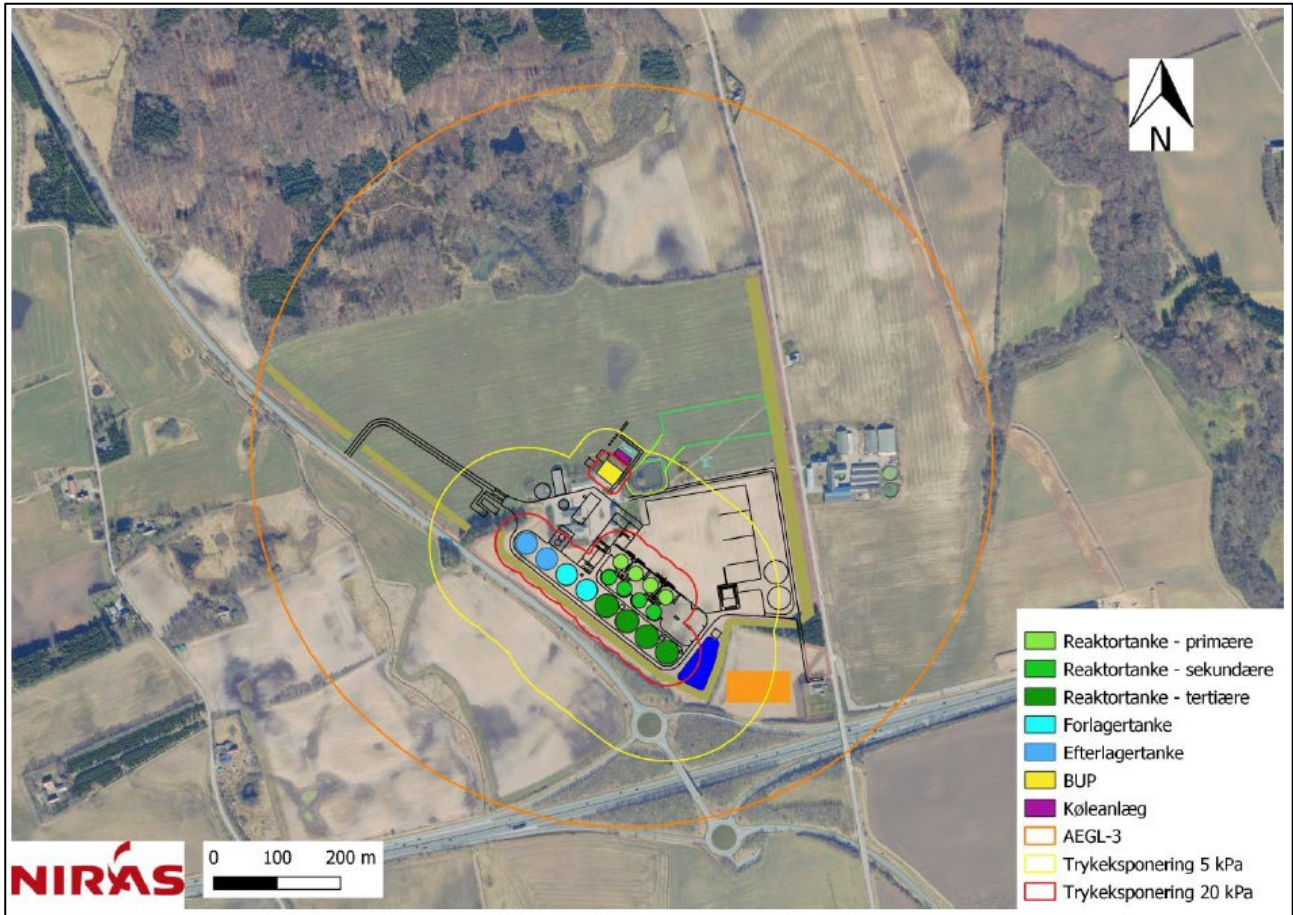 N
Reaktortanke - primære
Reaktortanke - sekundære
Reaktortanke - tertiære
Forlagertanke
Efterlagertanke
BUP
Køleanlæg
AEGL-3
Trykeksponering 5 kPa
Trykeksponering 20 kPa
NIRAS
0 100 200 m